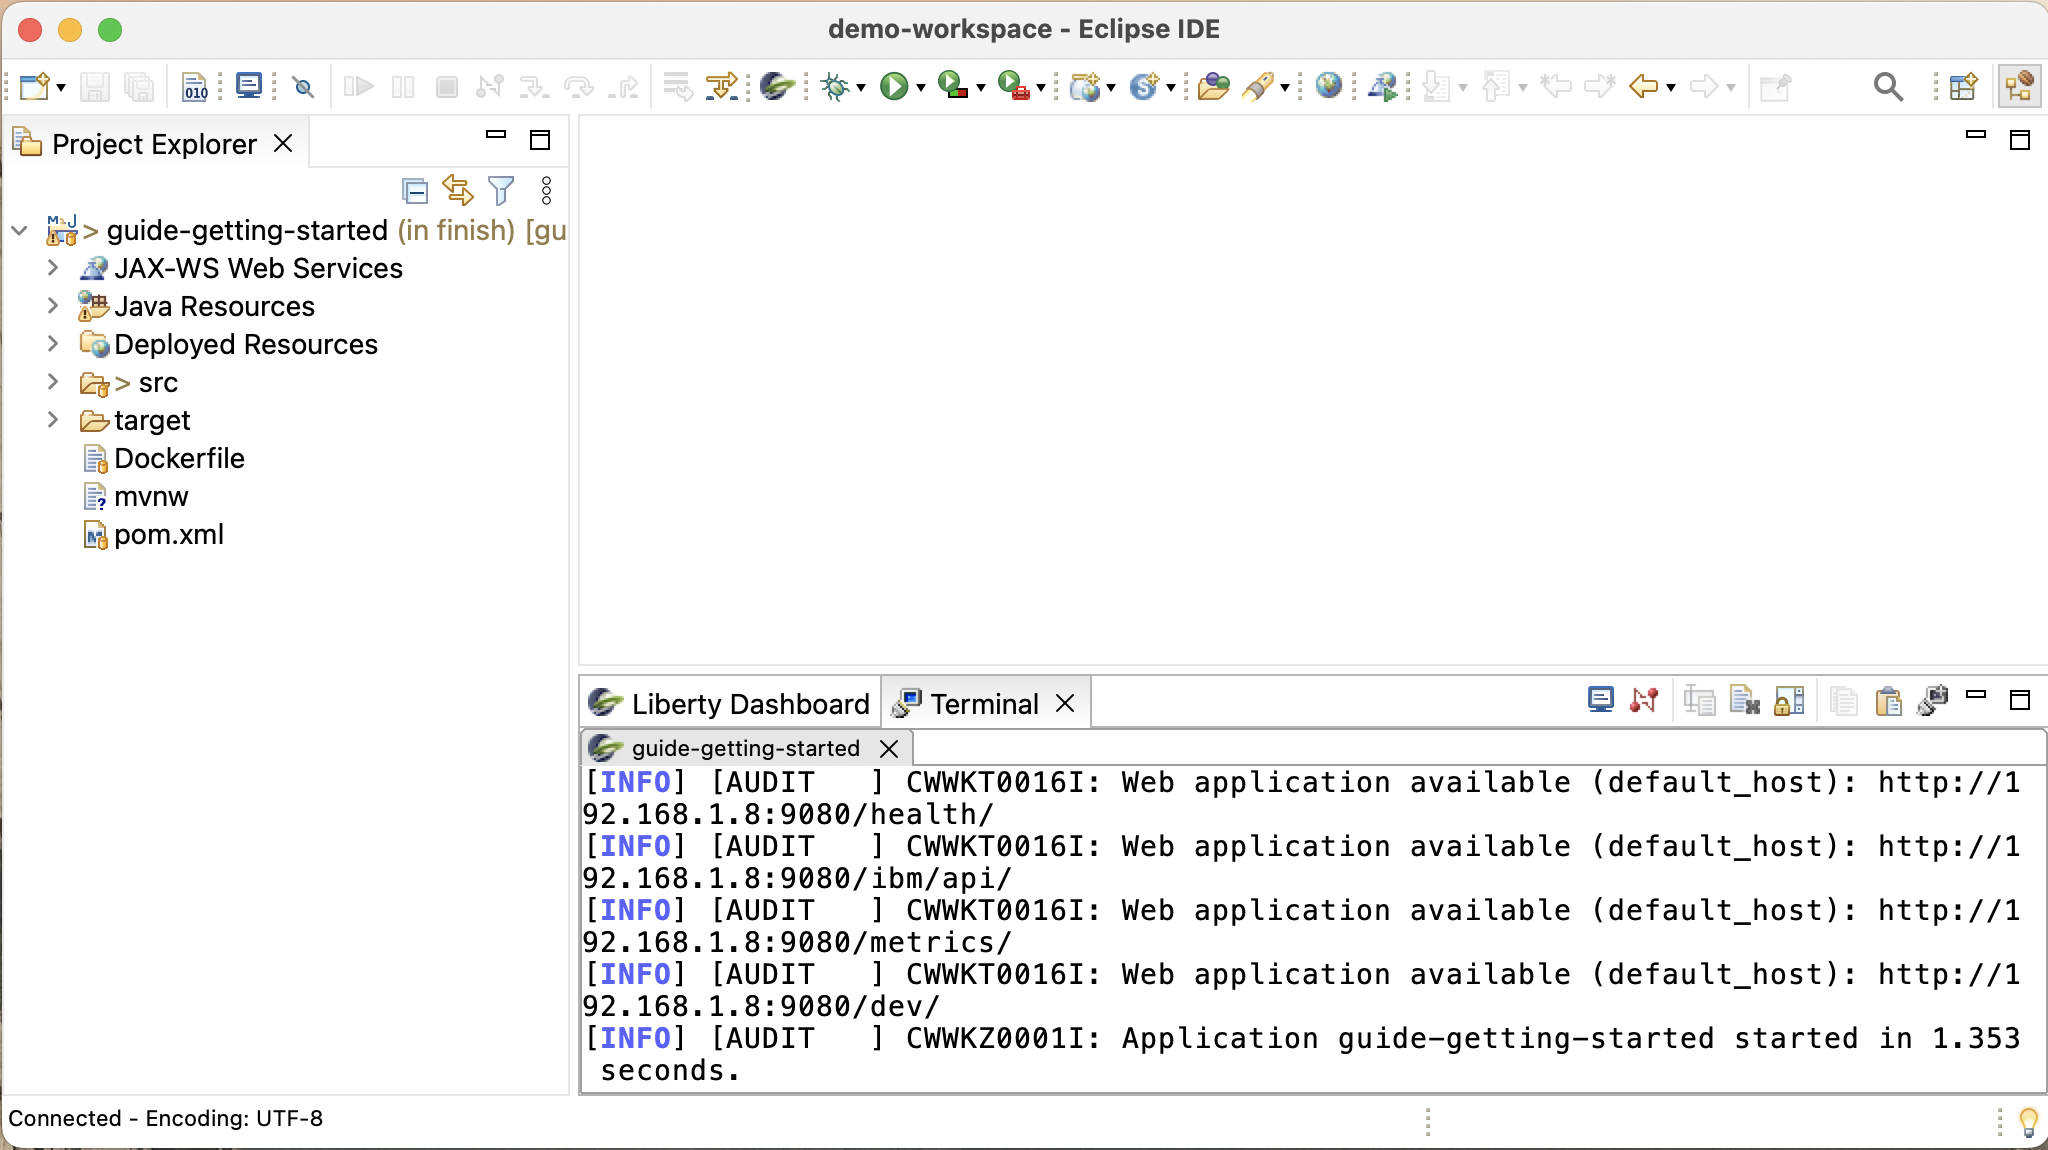 demo-workspace - Eclipse IDE
010
Project Explorer
> guide-getting-started (in finish) [gu
JAX-WS Web Services
Java Resources
Deployed Resources
> src
target
Dockerfile
mvnw
pom.xml
Liberty Dashboard
Terminal
guide-getting-started
[INFO] [AUDIT   ] CWWKT0016I: Web application available (default_host): http://1
92.168.1.8:9080/health/
[INFO] [AUDIT   ] CWWKT0016I: Web application available (default_host): http://1
92.168.1.8:9080/ibm/api/
[INFO] [AUDIT   ] CWWKT0016I: Web application available (default_host): http://1
92.168.1.8:9080/metrics/
[INFO] [AUDIT   ] CWWKT0016I: Web application available (default_host): http://1
92.168.1.8:9080/dev/
[INFO] [AUDIT   ] CWWKZ0001I: Application guide-getting-started started in 1.353
seconds.
Connected - Encoding: UTF-8